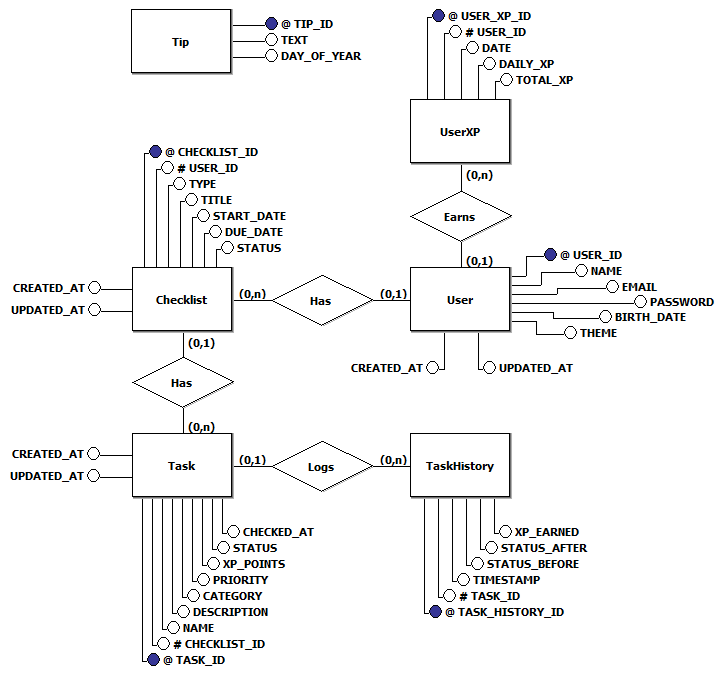 Tip
@ TIP_ID
TEXT
DAY_OF_YEAR
@ USER_XP_ID
# USER_ID
DATE
DAILY_XP
TOTAL_XP
UserXP
(0,n)
Earns
(0,1)
@ CHECKLIST_ID
# USER_ID
TYPE
TITLE
START_DATE
DUE_DATE
STATUS
CREATED_AT
UPDATED_AT
Checklist
(0,n)
Has
(0,1)
User
@ USER_ID
NAME
EMAIL
PASSWORD
BIRTH_DATE
THEME
CREATED_AT
UPDATED_AT
(0,1)
Has
(0,n)
CREATED_AT
UPDATED_AT
Task
(0,1)
Logs
(0,n)
TaskHistory
CHECKED_AT
STATUS
XP_POINTS
PRIORITY
CATEGORY
DESCRIPTION
NAME
# CHECKLIST_ID
@ TASK_ID
XP_EARNED
STATUS_AFTER
STATUS_BEFORE
TIMESTAMP
# TASK_ID
@ TASK_HISTORY_ID